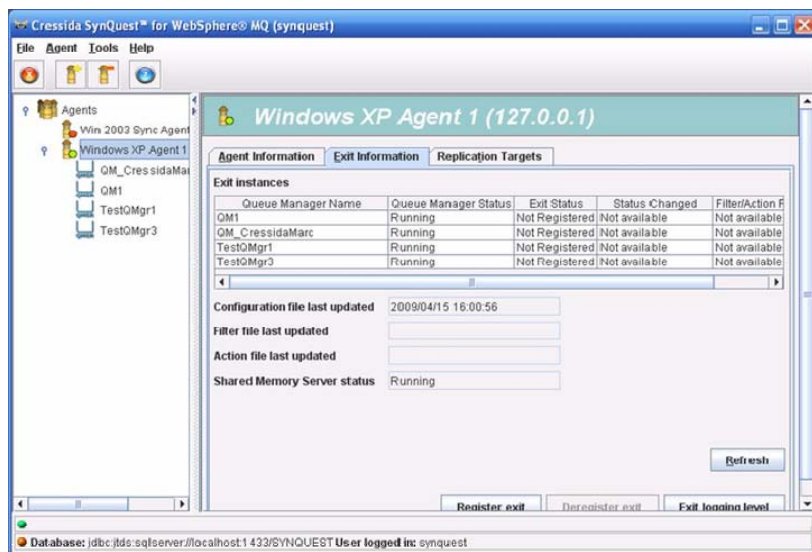 Cressida SynQuest™ for WebSphere® MQ (synquest)
File Agent Tools Help
Agents
Win 2003 Sync Agent
Windows XP Agent 1
QM_CressidaMar
QM1
TestQMgr1
TestQMgr3
Windows XP Agent 1 (127.0.0.1)
Agent Information Exit Information Replication Targets
Exit instances
Queue Manager Name Queue Manager Status Exit Status Status Changed Filter/Action F
QM1 Running Not Registered Not available Not available
QM_CressidaMarc Running Not Registered Not available Not available
TestQMgr1 Running Not Registered Not available Not available
TestQMgr3 Running Not Registered Not available Not available
Configuration file last updated 2009/04/15 16:00:56
Filter file last updated
Action file last updated
Shared Memory Server status Running
Refresh
Register exit Deregister exit Exit logging level
Database: jdbc:jtds:sqlserver://localhost:1433/SYNQUEST User logged in: synquest